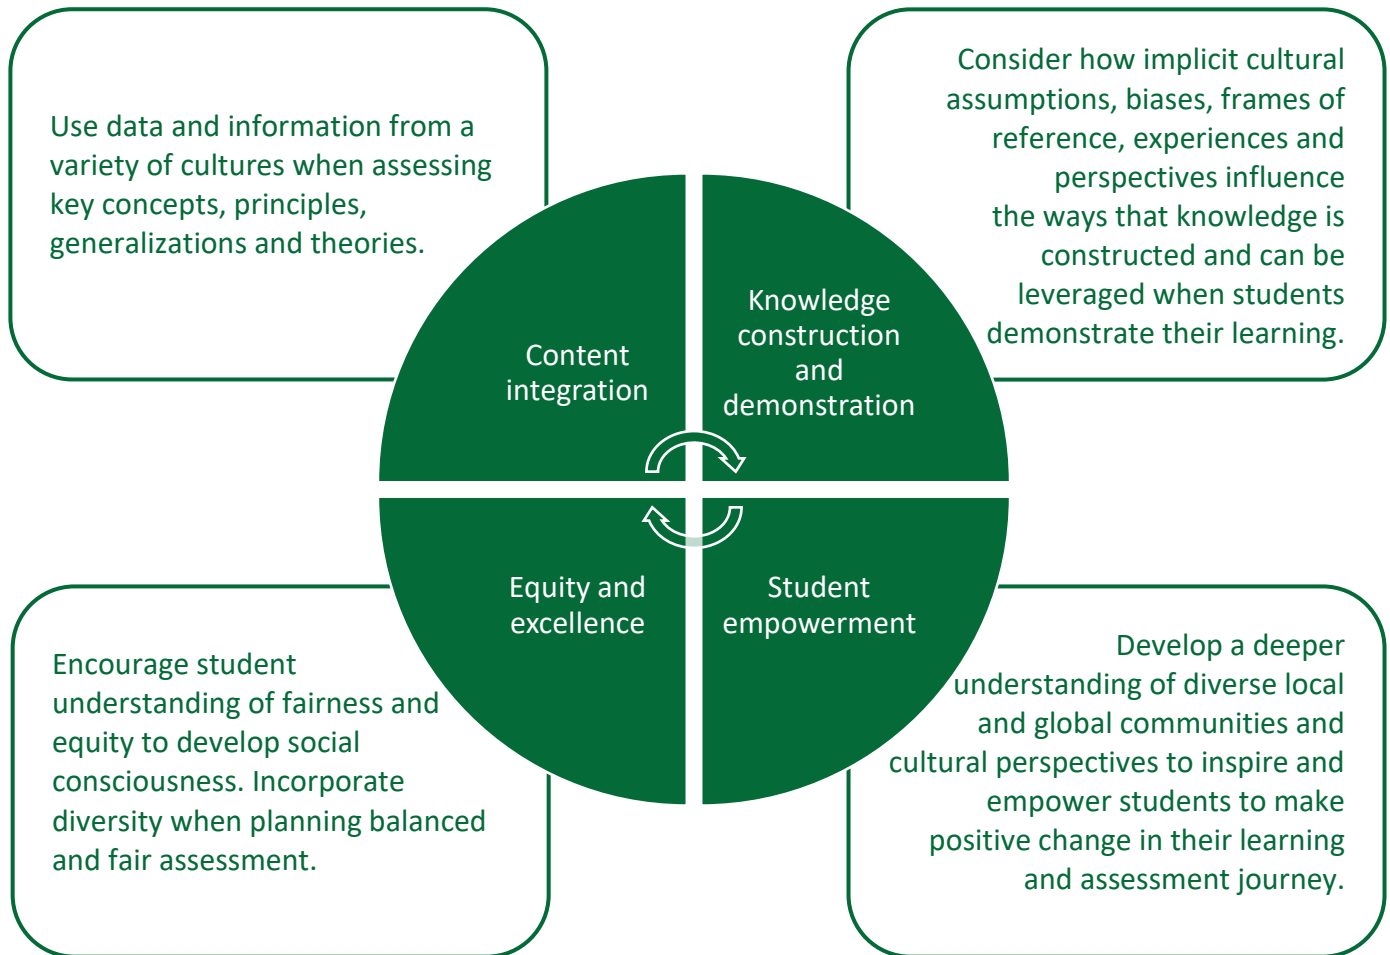 Use data and information from a
variety of cultures when assessing
key concepts, principles,
generalizations and theories.
Consider how implicit cultural
assumptions, biases, frames of
reference, experiences and
perspectives influence
the ways that knowledge is
constructed and can be
leveraged when students
demonstrate their learning.
Content
integration
Knowledge
construction
and
demonstration
Equity and
excellence
Student
empowerment
Encourage student
understanding of fairness and
equity to develop social
consciousness. Incorporate
diversity when planning balanced
and fair assessment.
Develop a deeper
understanding of diverse local
and global communities and
cultural perspectives to inspire and
empower students to make
positive change in their learning
and assessment journey.